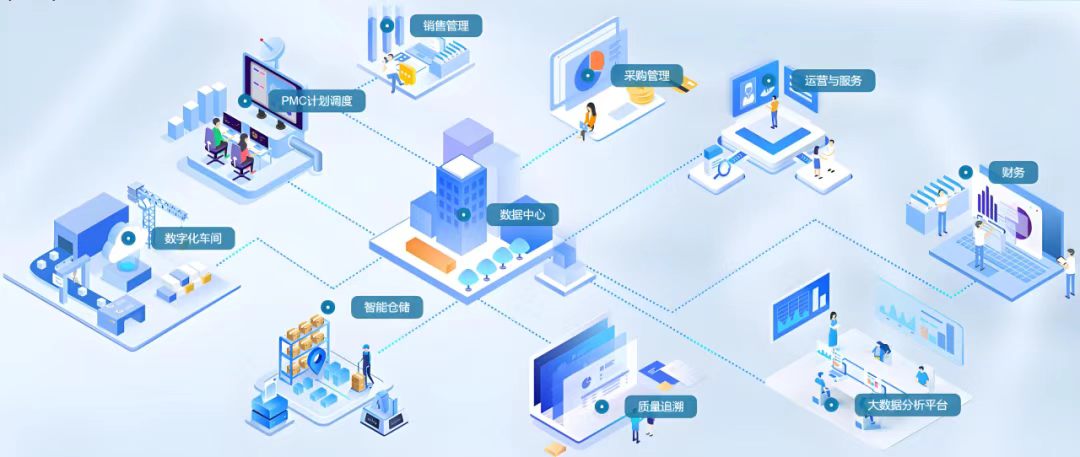 销售管理
采购管理
运营与服务
PMC计划调度
财务
数据中心
数字化车间
智能仓储
质量追溯
大数据分析平台